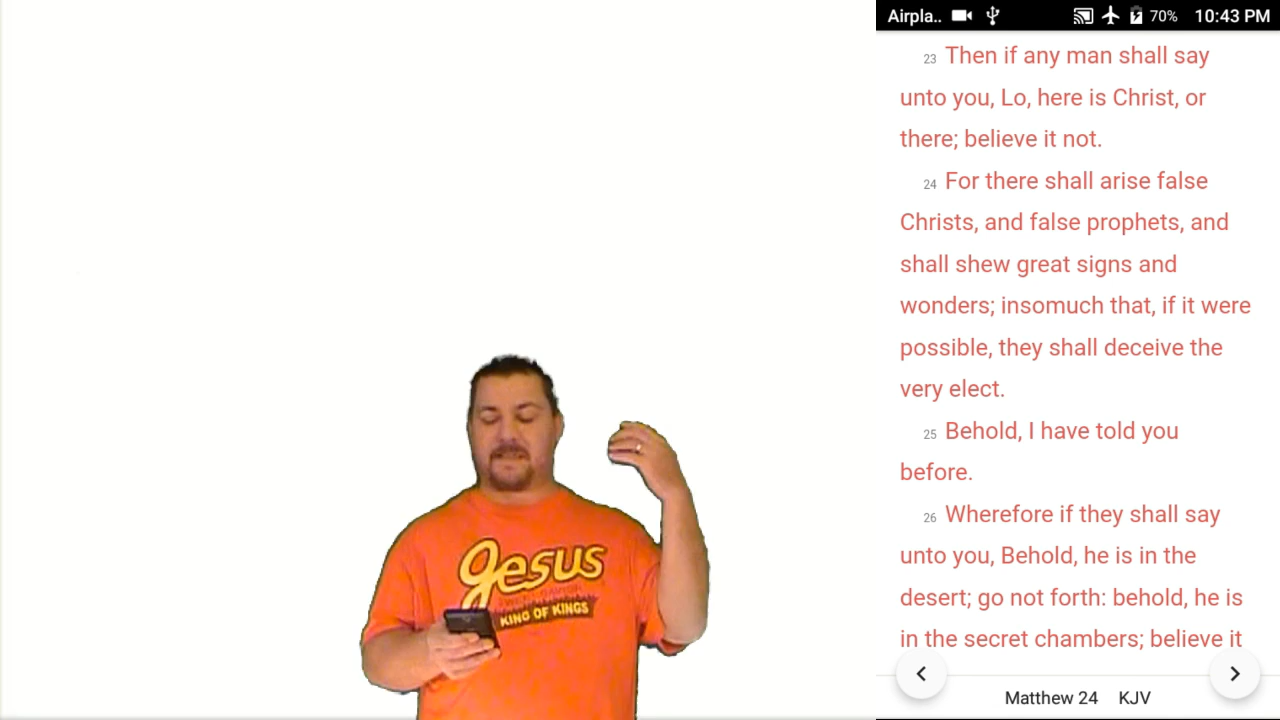 Airpla.. 70% 10:43 PM
23 Then if any man shall say
unto you, Lo, here is Christ, or
there; believe it not.
24 For there shall arise false
Christs, and false prophets, and
shall shew great signs and
wonders; insomuch that, if it were
possible, they shall deceive the
very elect.
25 Behold, I have told you
before.
26 Wherefore if they shall say
unto you, Behold, he is in the
desert; go not forth: behold, he is
in the secret chambers; believe it
Matthew 24 KJV
Jesus
KING OF KINGS